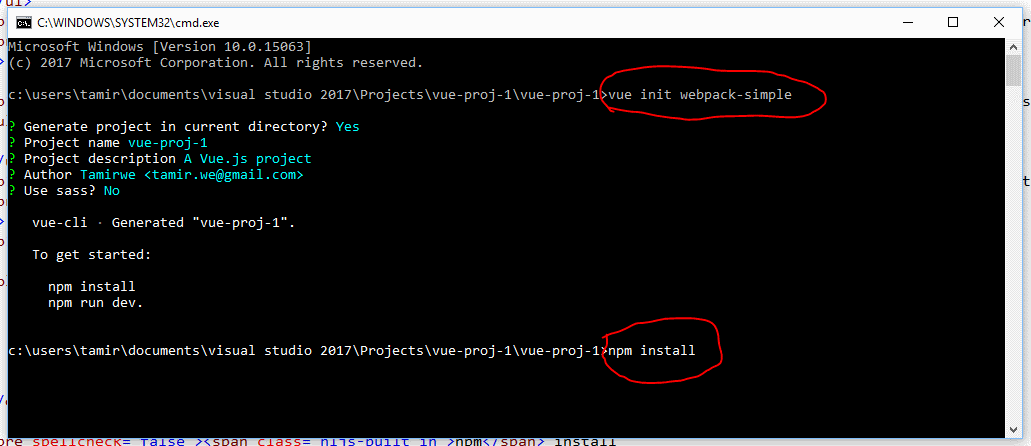 C:\WINDOWS\SYSTEM32\cmd.exe
Microsoft Windows [Version 10.0.15063]
(c) 2017 Microsoft Corporation. All rights reserved.
c:\users\tamir\documents\visual studio 2017\Projects\vue-proj-1\vue-proj-1>vue init webpack-simple
? Generate project in current directory? Yes
? Project name vue-proj-1
? Project description A Vue.js project
? Author Tamirwe <tamir.we@gmail.com>
? Use sass? No
vue-cli · Generated "vue-proj-1".
To get started:
npm install
npm run dev.
c:\users\tamir\documents\visual studio 2017\Projects\vue-proj-1\vue-proj-1>npm install
spellcheck= false ><span class= hljs-built in >npm</span> install